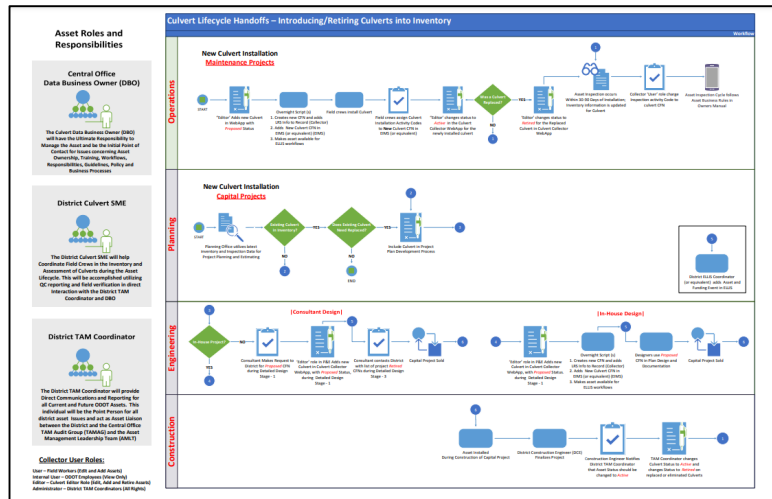 Culvert Lifecycle Handoffs – Introducing/Retiring Culverts into Inventory
Workflow
Asset Roles and
Responsibilities
Central Office
Data Business Owner (DBO)
The Culvert Data Business Owner (DBO)
will have the Ultimate Responsibility to
Manage the Asset and be the Initial Point of
Contact for Issues concerning Asset
Ownership, Training, Workflows,
Responsibilities, Guidelines, Policy and
Business Processes
District Culvert SME
The District Culvert SME will help
Coordinate Field Crews in the Inventory and
Assessment of Culverts during the Asset
Lifecycle. This will be accomplished utilizing
QC reporting and field verification in direct
Interaction with the District TAM
Coordinator and DBO
District TAM Coordinator
The District TAM Coordinator will provide
Direct Communications and Reporting for
all Current and Future ODOT Assets. This
individual will be the Point Person for all
district asset issues and act as Asset Liaison
between the District and the Central Office
TAM Audit Group (TAMAG) and the Asset
Management Leadership Team (AMLT)
Collector User Roles:
User – Field Workers (Edit and Add Assets)
Internal User – ODOT Employees (View Only)
Editor – Culvert Editor Role (Edit, Add and Retire Assets)
Administrator – District TAM Coordinators (All Rights)
Operations
New Culvert Installation
Maintenance Projects
START
"Editor" Adds new Culvert
in WebApp with
Proposed Status
Overnight Script (s)
1. Creates new CFN and adds
LRS Info to Record (Collector)
2. Adds New Culvert CFN in
EIMS (or equivalent) (EIMS)
3. Makes asset available for
ELLIS workflows
Field crews install Culvert
Field crews assign Culvert
Installation Activity Codes
to New Culvert CFN in
EIMS (or equivalent)
"Editor" changes status to
Active in the Culvert
Collector WebApp for the
newly installed culvert
Was a Culvert
Replaced?
YES
NO
"Editor" changes status to
Retired for the Replaced
Culvert in Culvert Collector
WebApp
Asset Inspection occurs
Within 30-90 Days of Installation,
Inventory information is updated
for Culvert
Collector "User" role charge
Inspection activity Code to
culvert CFN
Asset Inspection Cycle follows
Asset Business Rules in
Owners Manual
Planning
New Culvert Installation
Capital Projects
START
Planning Office utilizes latest
Inventory and Inspection Data for
Project Planning and Estimating
Existing Culvert
in Inventory?
YES
NO
Does Existing Culvert
Need Replaced?
YES
NO
END
Include Culvert in Project
Plan Development Process
District ELLIS Coordinator
(or equivalent) adds Asset and
Funding Event in ELLIS
Engineering
In-House Project?
NO
YES
[Consultant Design]
Consultant Makes Request to
District for Proposed CFN
during Detailed Design
Stage - 1
"Editor" role in P&E Adds new
Culvert in Culvert Collector
WebApp, with Proposed Status,
during Detailed Design
Stage - 1
Consultant contacts District
with list of project Retired
CFNs during Detailed Design
Stage - 3
Capital Project Sold
[In-House Design]
"Editor" role in P&E Adds new
Culvert in Culvert Collector
WebApp, with Proposed Status
during Detailed Design
Stage - 1
Overnight Script (s)
1. Creates new CFN and adds
LRS Info to Record (Collector)
2. Adds New Culvert CFN in
EIMS (or equivalent) (EIMS)
3. Makes asset available for
ELLIS workflows
Designers use Proposed
CFN in Plan Design and
Documentation
Capital Project Sold
Construction
Asset Installed
During Construction of Capital Project
District Construction Engineer (DCE)
Finalizes Project
Construction Engineer Notifies
District TAM Coordinator
that Asset Status should be
changed to Active
TAM Coordinator changes
Culvert Status to Active and
changes Status to Retired on
replaced or eliminated Culverts